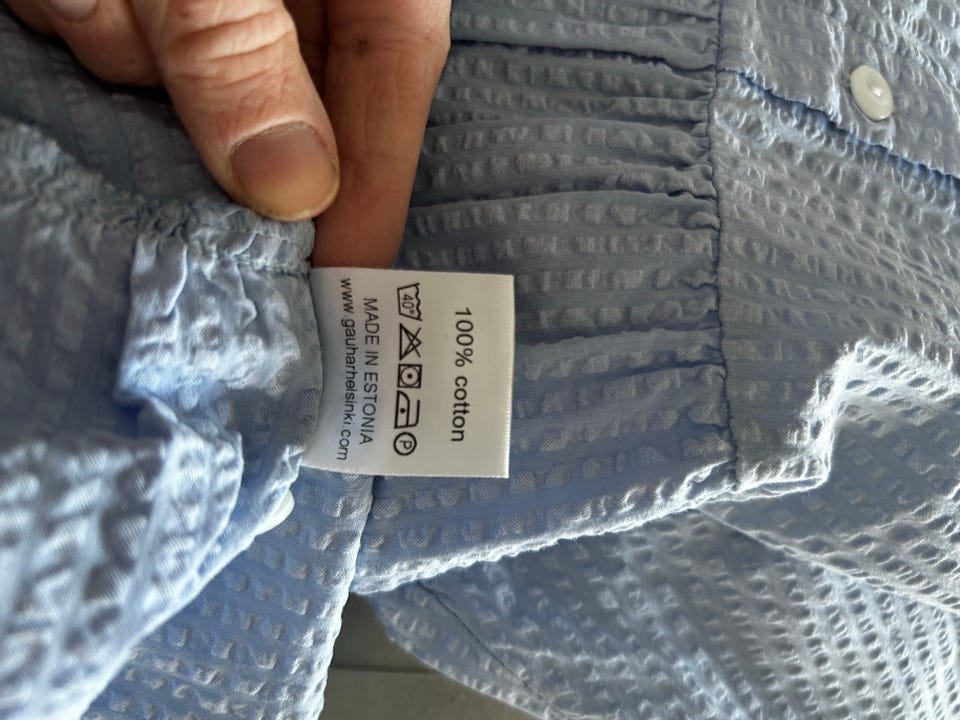 100% cotton
40° P
MADE IN ESTONIA
www.gauharhelsinki.com